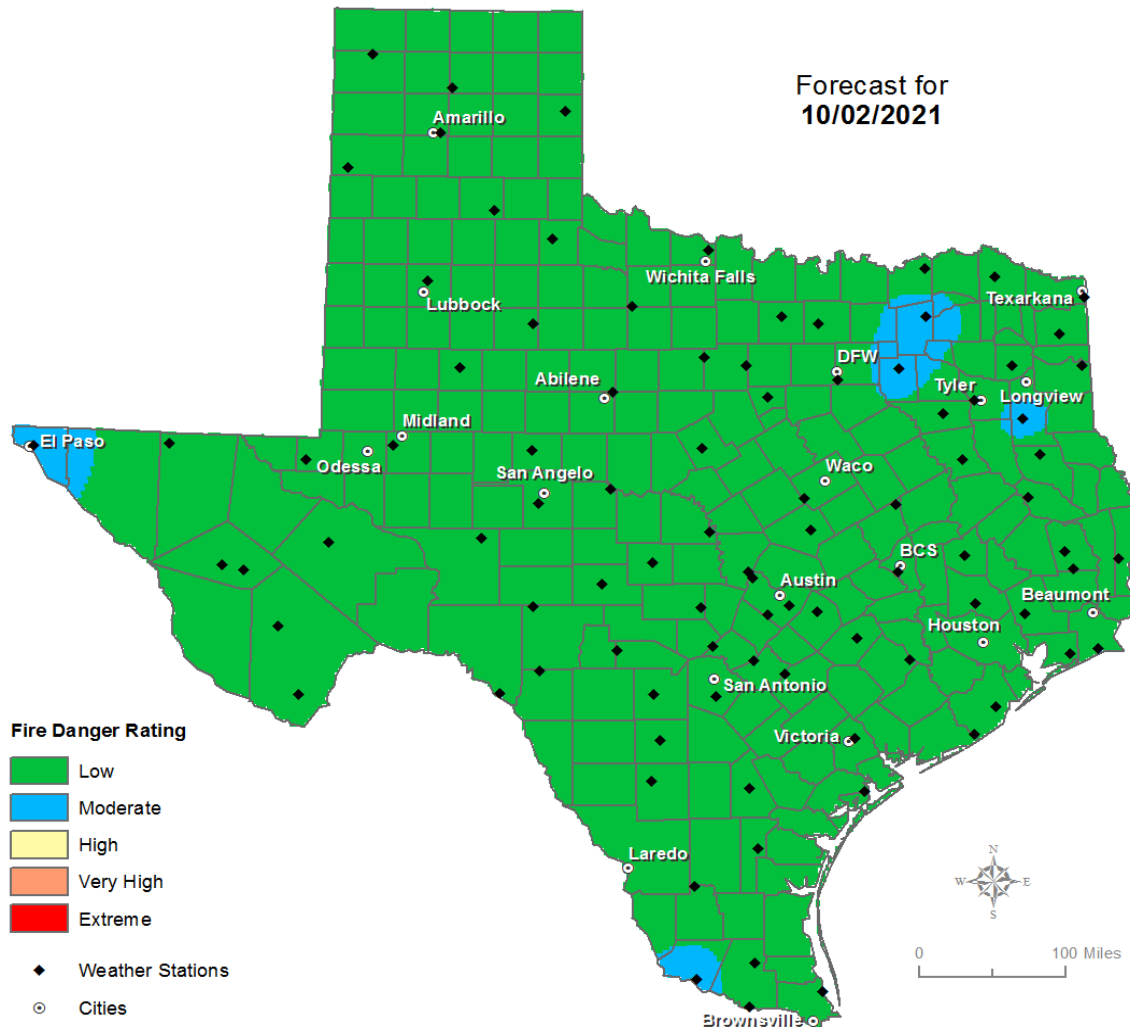 Forecast for
10/02/2021
Amarillo
Wichita Falls
Lubbock
Texarkana
DFW
Abilene
Tyler
Longview
Midland
El Paso
Odessa
San Angelo
Waco
BCS
Austin
Beaumont
Houston
San Antonio
Victoria
Laredo
Brownsville
Fire Danger Rating
Low
Moderate
High
Very High
Extreme
Weather Stations
Cities
N
W E
S
0 100 Miles